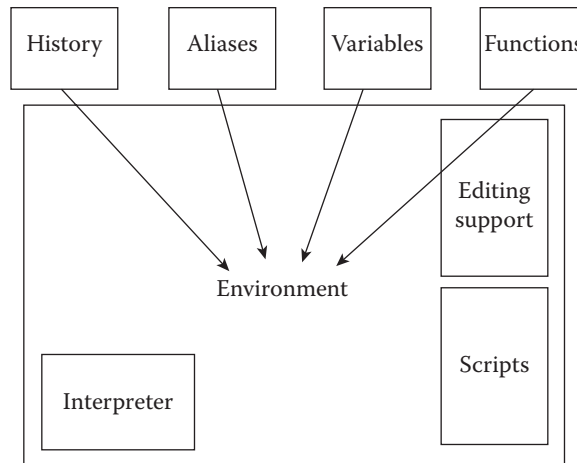 History
Aliases
Variables
Functions
Editing
support
Environment
Scripts
Interpreter